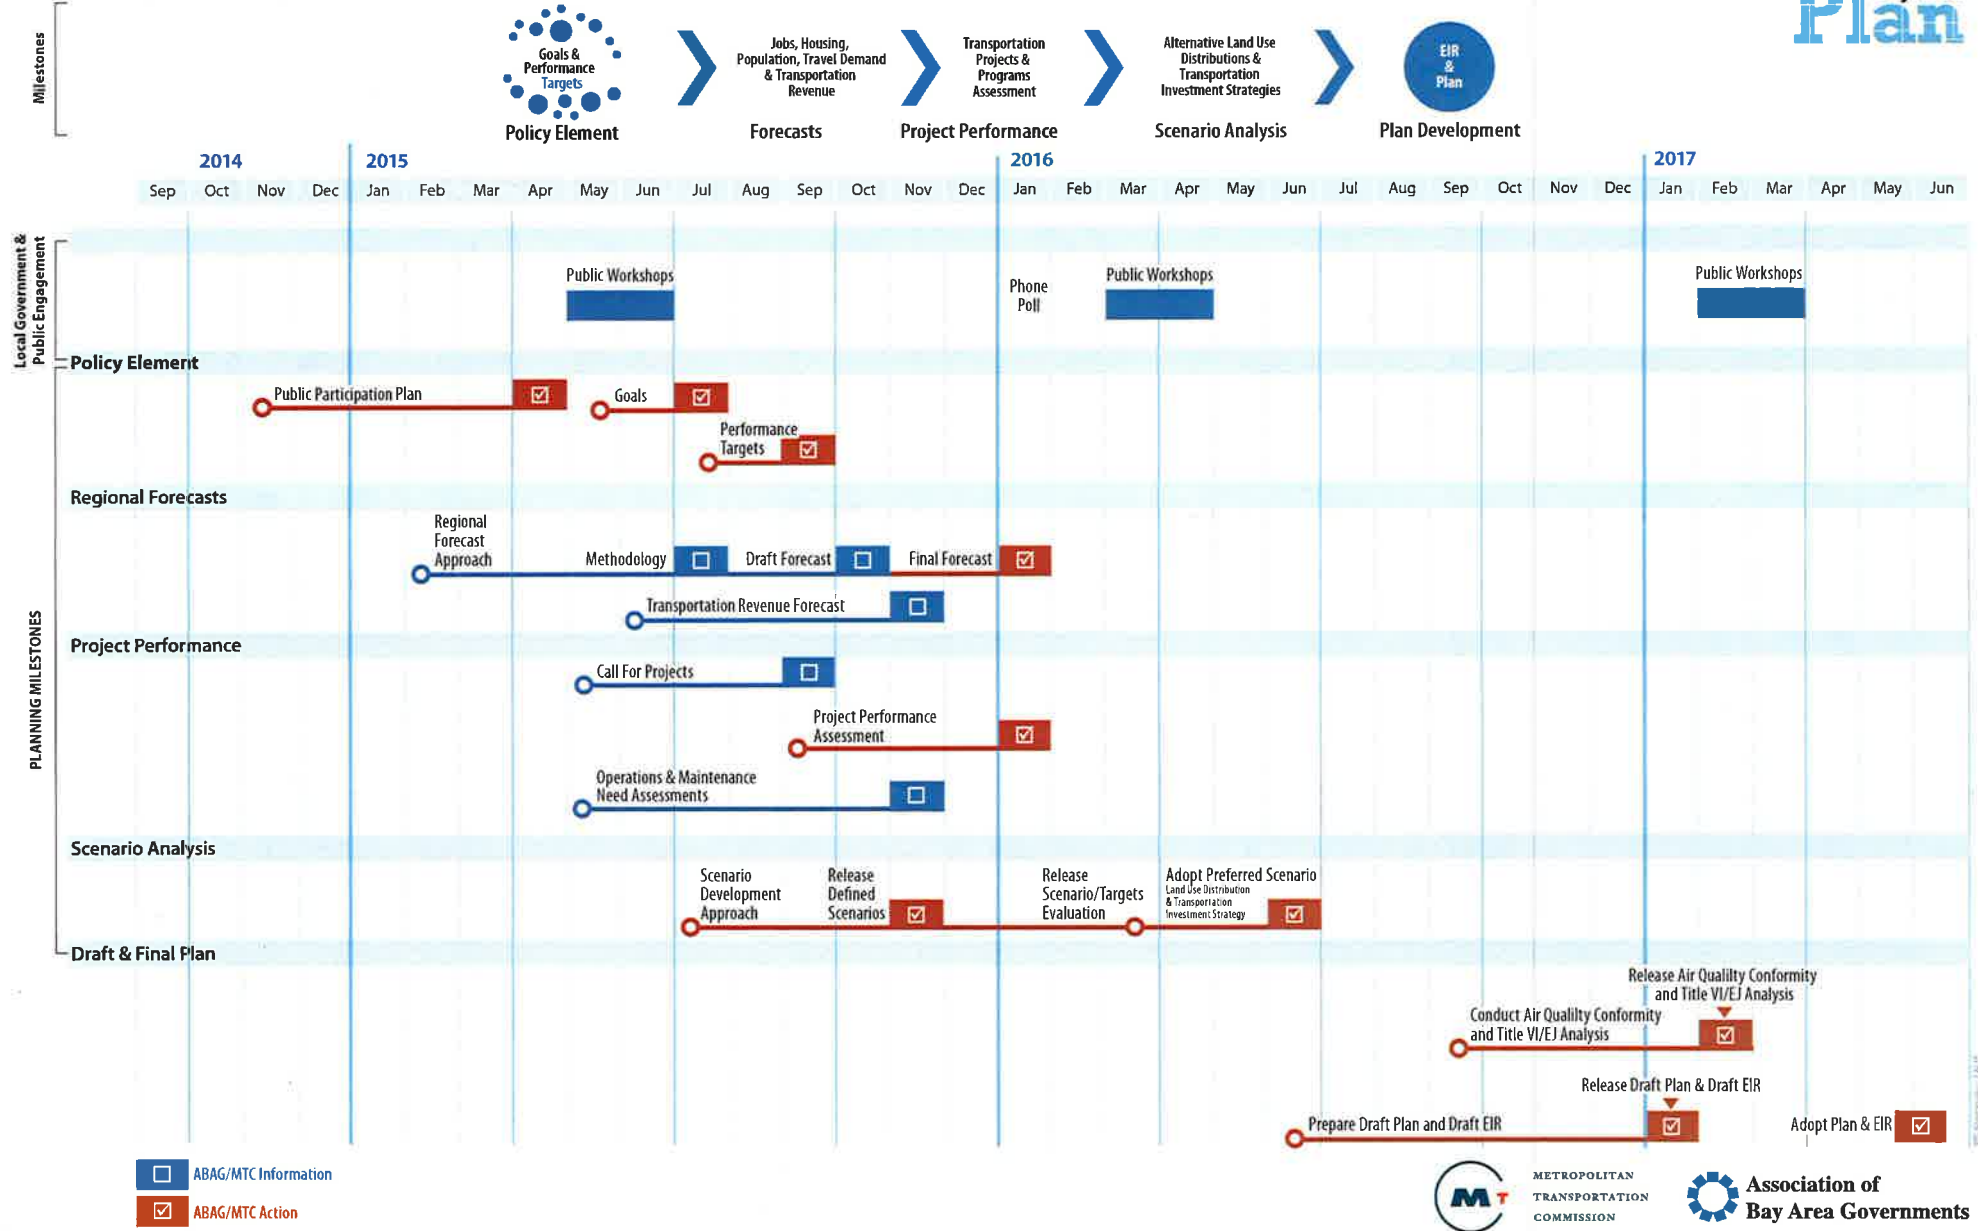 Plan
Milestones
Goals &
Performance
Targets
Policy Element
Jobs, Housing,
Population, Travel Demand
& Transportation
Revenue
Forecasts
Transportation
Projects &
Programs
Assessment
Project Performance
Alternative Land Use
Distributions &
Transportation
Investment Strategies
Scenario Analysis
EIR
&
Plan
Plan Development
2014 2015 2016 2017
Sep Oct Nov Dec Jan Feb Mar Apr May Jun Jul Aug Sep Oct Nov Dec Jan Feb Mar Apr May Jun Jul Aug Sep Oct Nov Dec Jan Feb Mar Apr May Jun
Local Government &
Public Engagement
Public Workshops
Phone
Poll
Public Workshops
Public Workshops
PLANNING MILESTONES
Policy Element
Public Participation Plan
Goals
Performance
Targets
Regional Forecasts
Regional
Forecast
Approach
Methodology
Draft Forecast
Final Forecast
Transportation Revenue Forecast
Project Performance
Call For Projects
Project Performance
Assessment
Operations & Maintenance
Need Assessments
Scenario Analysis
Scenario
Development
Approach
Release
Defined
Scenarios
Release
Scenario/Targets
Evaluation
Adopt Preferred Scenario
Land Use Distribution
& Transportation
Investment Strategy
Draft & Final Plan
Release Air Qualilty Conformity
and Title VI/EJ Analysis
Conduct Air Qualilty Conformity
and Title VI/EJ Analysis
Release Draft Plan & Draft EIR
Prepare Draft Plan and Draft EIR
Adopt Plan & EIR
ABAG/MTC Information
ABAG/MTC Action
MT
METROPOLITAN
TRANSPORTATION
COMMISSION
Association of
Bay Area Governments